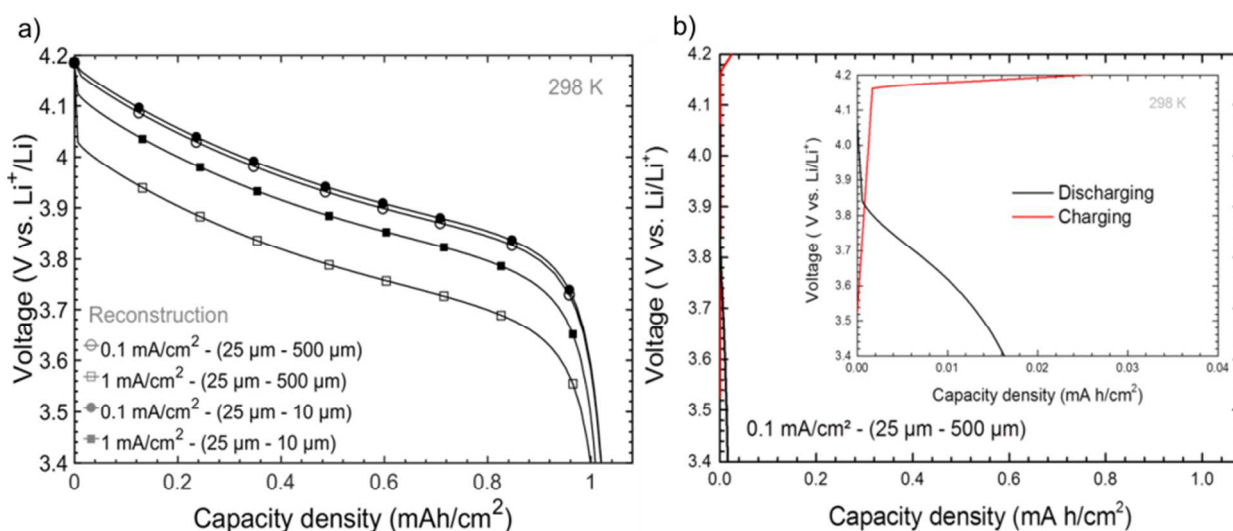 a)
4.2
4.1
4
3.9
3.8
3.7
3.6
3.5
3.4
Voltage (V vs. Li⁺/Li)
298 K
Reconstruction
0.1 mA/cm² - (25 µm - 500 µm)
1 mA/cm² - (25 µm - 500 µm)
0.1 mA/cm² - (25 µm - 10 µm)
1 mA/cm² - (25 µm - 10 µm)
0 0.2 0.4 0.6 0.8 1
Capacity density (mAh/cm²)
b)
4.2
4.1
4.0
3.9
3.8
3.7
3.6
3.5
3.4
Voltage ( V vs. Li/Li⁺)
4.2
4.1
4.0
3.9
3.8
3.7
3.6
3.5
3.4
Voltage ( V vs. Li/Li⁺)
298 K
Discharging
Charging
0.00 0.01 0.02 0.03 0.04
Capacity density (mA h/cm²)
0.1 mA/cm² - (25 µm - 500 µm)
0.0 0.2 0.4 0.6 0.8 1.0
Capacity density (mA h/cm²)